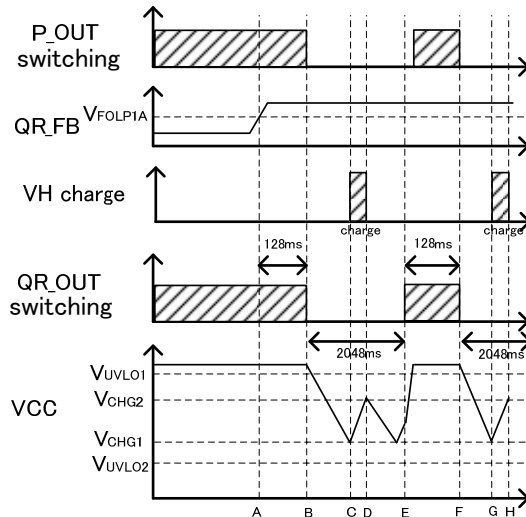 P_OUT
switching
VFOLP1A
QR_FB
VH charge
charge
charge
128ms
128ms
QR_OUT
switching
2048ms
2048ms
VUVLO1
VCHG2
VCC
VCHG1
VUVLO2
A B C D E F G H